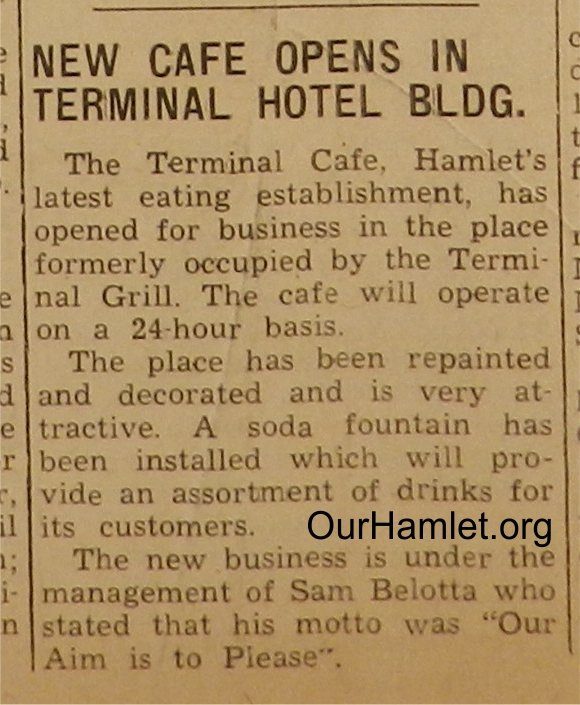 NEW CAFE OPENS IN
TERMINAL HOTEL BLDG.
The Terminal Cafe, Hamlet's
latest eating establishment, has
opened for business in the place
formerly occupied by the Termi-
nal Grill. The cafe will operate
on a 24-hour basis.
The place has been repainted
and decorated and is very at-
tractive. A soda fountain has
been installed which will pro-
vide an assortment of drinks for
its customers.
OurHamlet.org
The new business is under the
management of Sam Belotta who
stated that his motto was "Our
Aim is to Please".